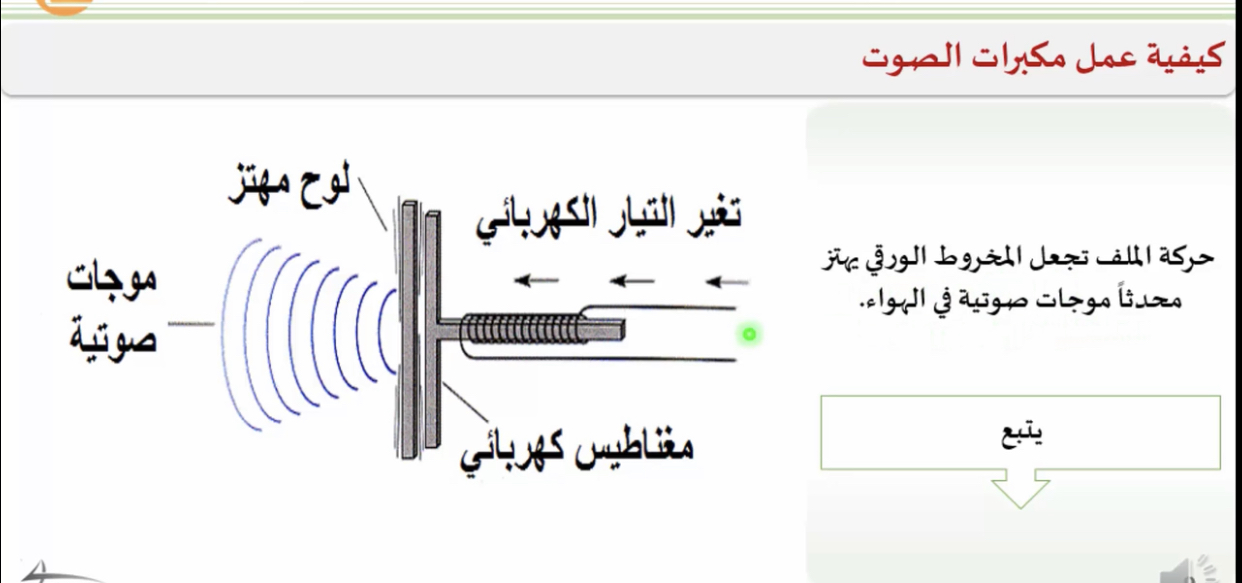 كيفية عمل مكبرات الصوت
حركة الملف تجعل المخروط الورقي يهتز
محدثاً موجات صوتية في الهواء.
يتبع
لوح مهتز
تغير التيار الكهربائي
موجات
صوتية
مغناطيس كهربائي